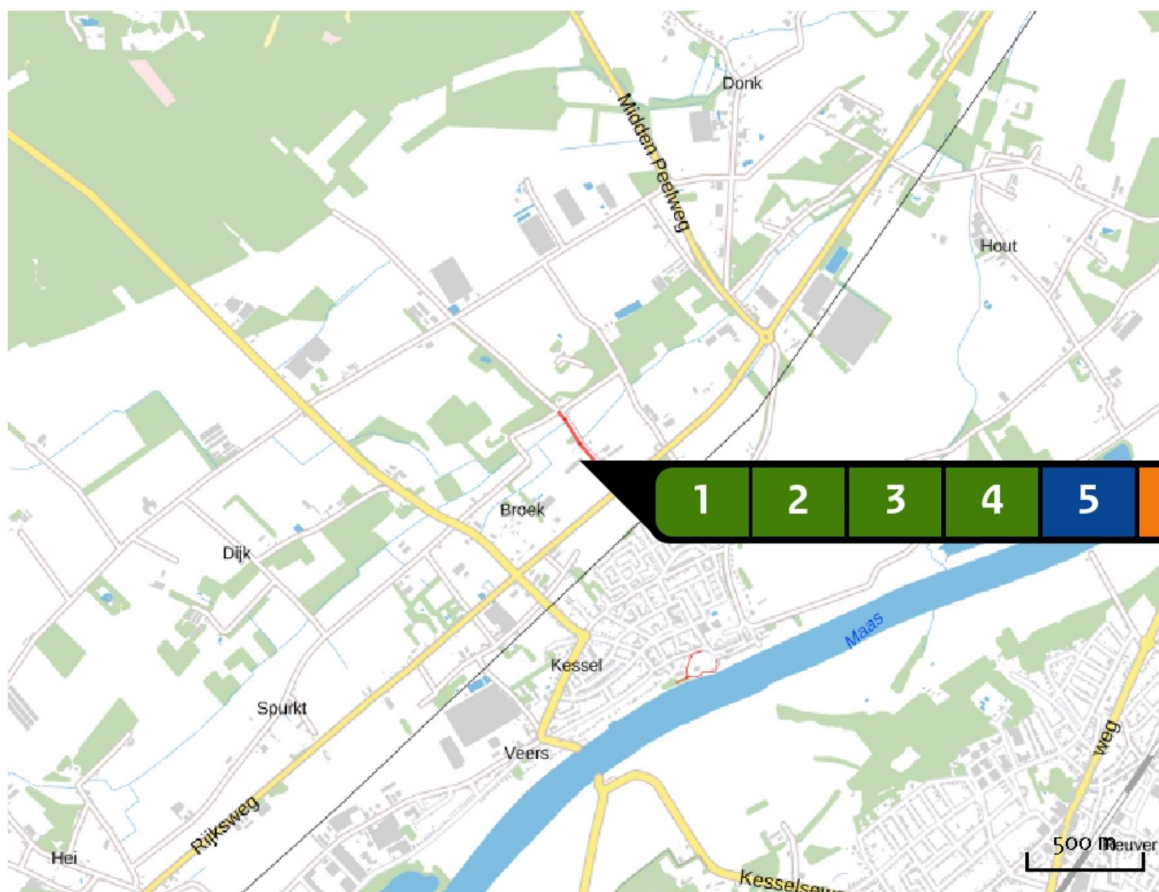 Donk
Midden Peelweg
Hout
1 2 3 4 5
Broek
Dijk
Maas
Kessel
Spurkt
Veers
weg
Rijksweg
500 m
Hei